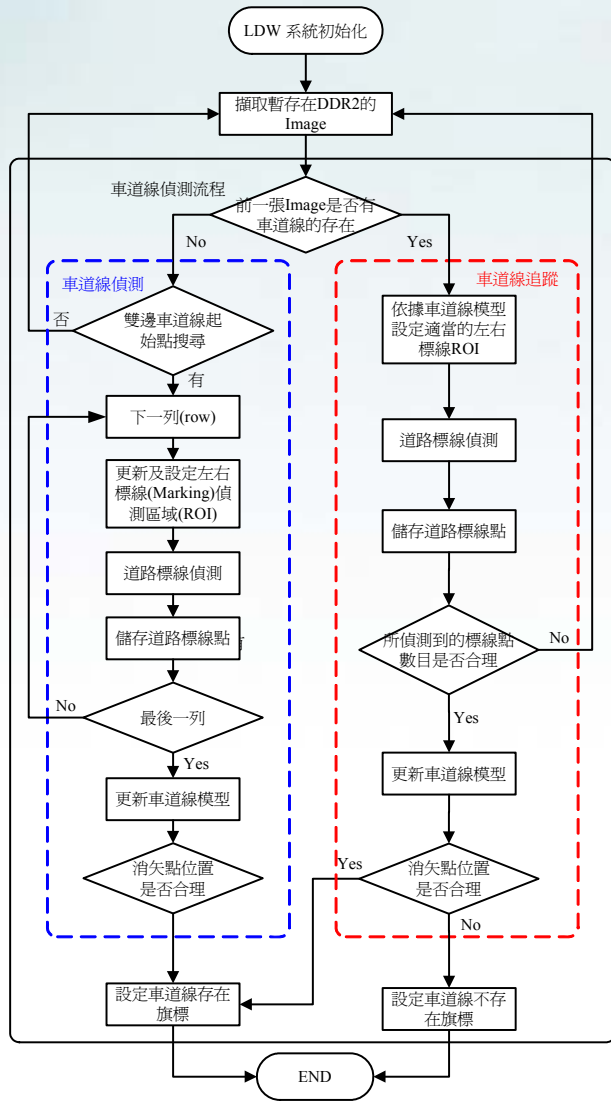 LDW 系統初始化
擷取暫存在DDR2的
Image
車道線偵測流程
前一張Image是否有
車道線的存在
No
Yes
車道線偵測
雙邊車道線起
始點搜尋
否
有
下一列(row)
更新及設定左右
標線(Marking)偵
測區域(ROI)
道路標線偵測
儲存道路標線點
最後一列
No
Yes
更新車道線模型
消矢點位置
是否合理
設定車道線存在
旗標
車道線追蹤
依據車道線模型
設定適當的左右
標線ROI
道路標線偵測
儲存道路標線點
所偵測到的標線點
數目是否合理
No
Yes
更新車道線模型
消矢點位置
是否合理
Yes
No
設定車道線不存
在旗標
END